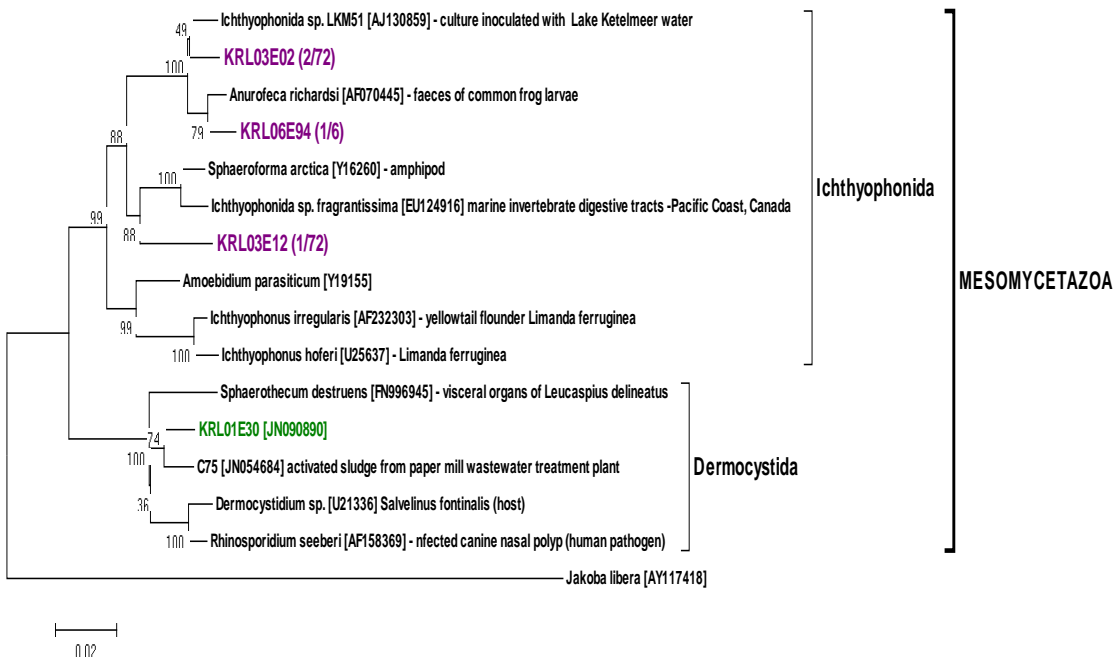 Ichthyophonida sp. LKM51 [AJ130859] - culture inoculated with Lake Ketelmeer water
49
KRL03E02 (2/72)
100
Anurofeca richardsi [AF070445] - faeces of common frog larvae
79
KRL06E94 (1/6)
88
Sphaeroforma arctica [Y16260] - amphipod
100
Ichthyophonida
Ichthyophonida sp. fragrantissima [EU124916] marine invertebrate digestive tracts -Pacific Coast, Canada
99
88
KRL03E12 (1/72)
Amoebidium parasiticum [Y19155]
MESOMYCETAZOA
Ichthyophonus irregularis [AF232303] - yellowtail flounder Limanda ferruginea
99
100
Ichthyophonus hoferi [U25637] - Limanda ferruginea
Sphaerothecum destruens [FN996945] - visceral organs of Leucaspius delineatus
KRL01E30 [JN090890]
74
100
C75 [JN054684] activated sludge from paper mill wastewater treatment plant
Dermocystida
Dermocystidium sp. [U21336] Salvelinus fontinalis (host)
36
100
Rhinosporidium seeberi [AF158369] - nfected canine nasal polyp (human pathogen)
Jakoba libera [AY117418]
0.02